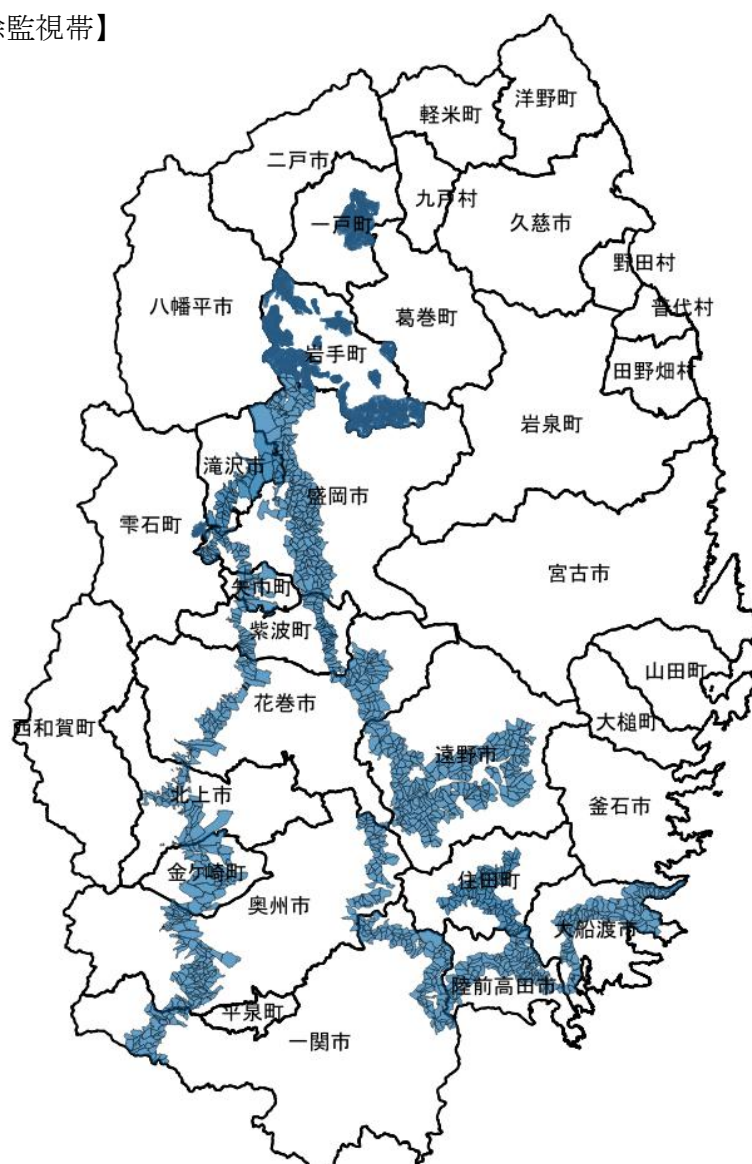 監視帯】
洋野町
軽米町
二戸市
九戸村
一戸町
久慈市
野田村
八幡平市
葛巻町
普代村
岩手町
田野畑村
岩泉町
滝沢市
盛岡市
雫石町
宮古市
矢巾町
紫波町
山田町
花巻市
大槌町
西和賀町
遠野市
北上市
釜石市
金ケ崎町
住田町
奥州市
大船渡市
陸前高田市
平泉町
一関市